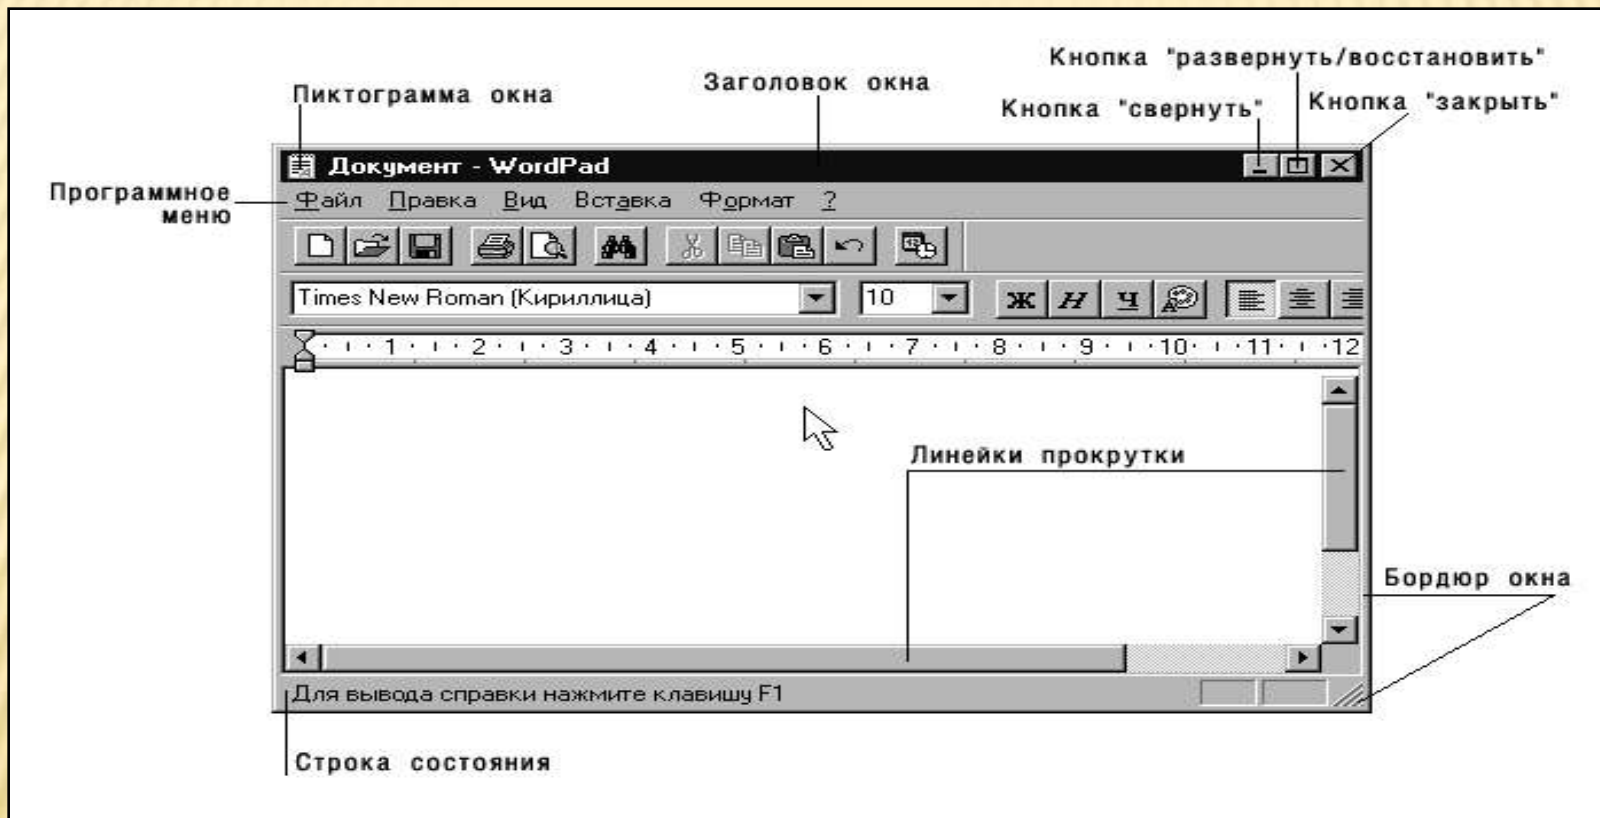 Кнопка "развернуть/восстановить"
Пиктограмма окна
Заголовок окна
Кнопка "свернуть"
Кнопка "закрыть"
Документ - WordPad
Программное
меню
Файл Правка Вид Вставка Формат ?
Times New Roman (Кириллица) 10 Ж Н Ч
1 2 3 4 5 6 7 8 9 10 11 12
Линейки прокрутки
Бордюр окна
Для вывода справки нажмите клавишу F1
Строка состояния